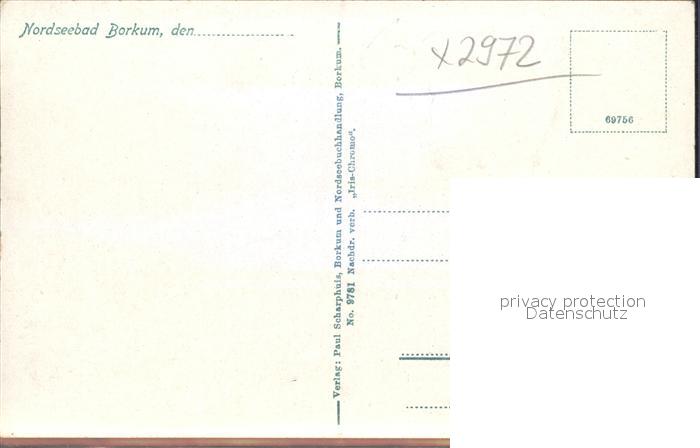 Nordseebad Borkum, den
x2972
69756
Verlag: Paul Scharphuis, Borkum und Nordseebuchhandlung, Borkum.
No. 9781 Nachdr. verb. „Iris-Chromo".
privacy protection
Datenschutz